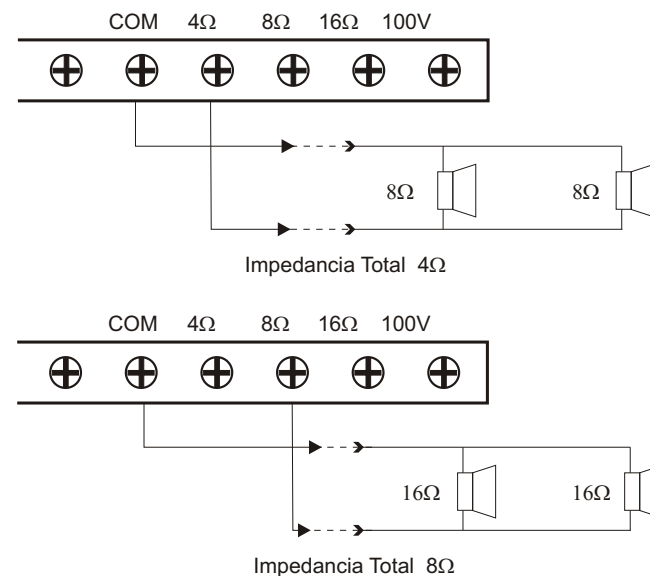 COM 4Ω 8Ω 16Ω 100V
8Ω 8Ω
Impedancia Total 4Ω
COM 4Ω 8Ω 16Ω 100V
16Ω 16Ω
Impedancia Total 8Ω